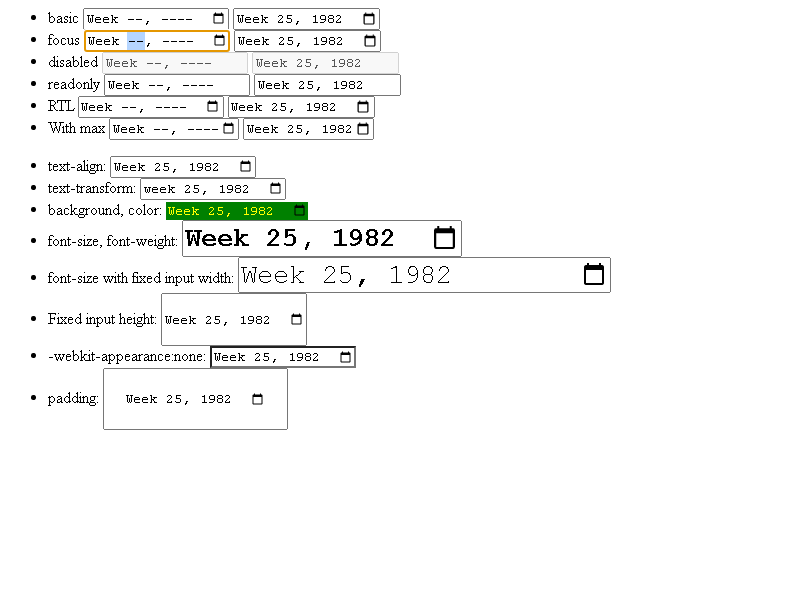 basic Week --, ---- Week 25, 1982
focus Week --, ---- Week 25, 1982
disabled Week --, ---- Week 25, 1982
readonly Week --, ---- Week 25, 1982
RTL Week --, ---- Week 25, 1982
With max Week --, ---- Week 25, 1982
text-align: Week 25, 1982
text-transform: week 25, 1982
background, color: Week 25, 1982
font-size, font-weight: Week 25, 1982
font-size with fixed input width: Week 25, 1982
Fixed input height: Week 25, 1982
-webkit-appearance:none: Week 25, 1982
padding: Week 25, 1982